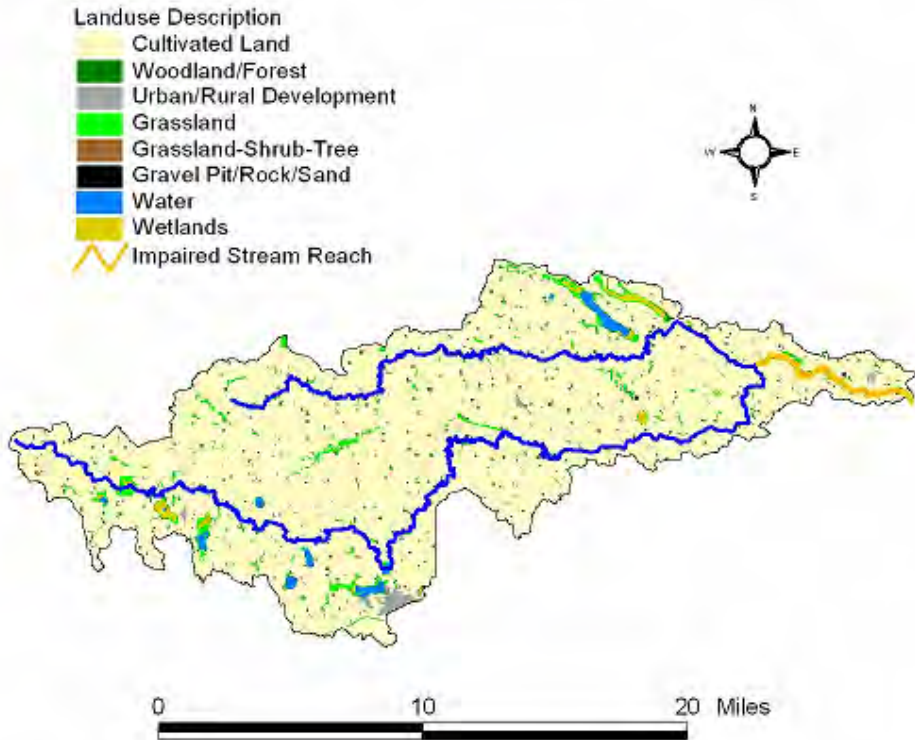 Landuse Description
Cultivated Land
Woodland/Forest
Urban/Rural Development
Grassland
Grassland-Shrub-Tree
Gravel Pit/Rock/Sand
Water
Wetlands
Impaired Stream Reach
N
W E
S
0 10 20 Miles